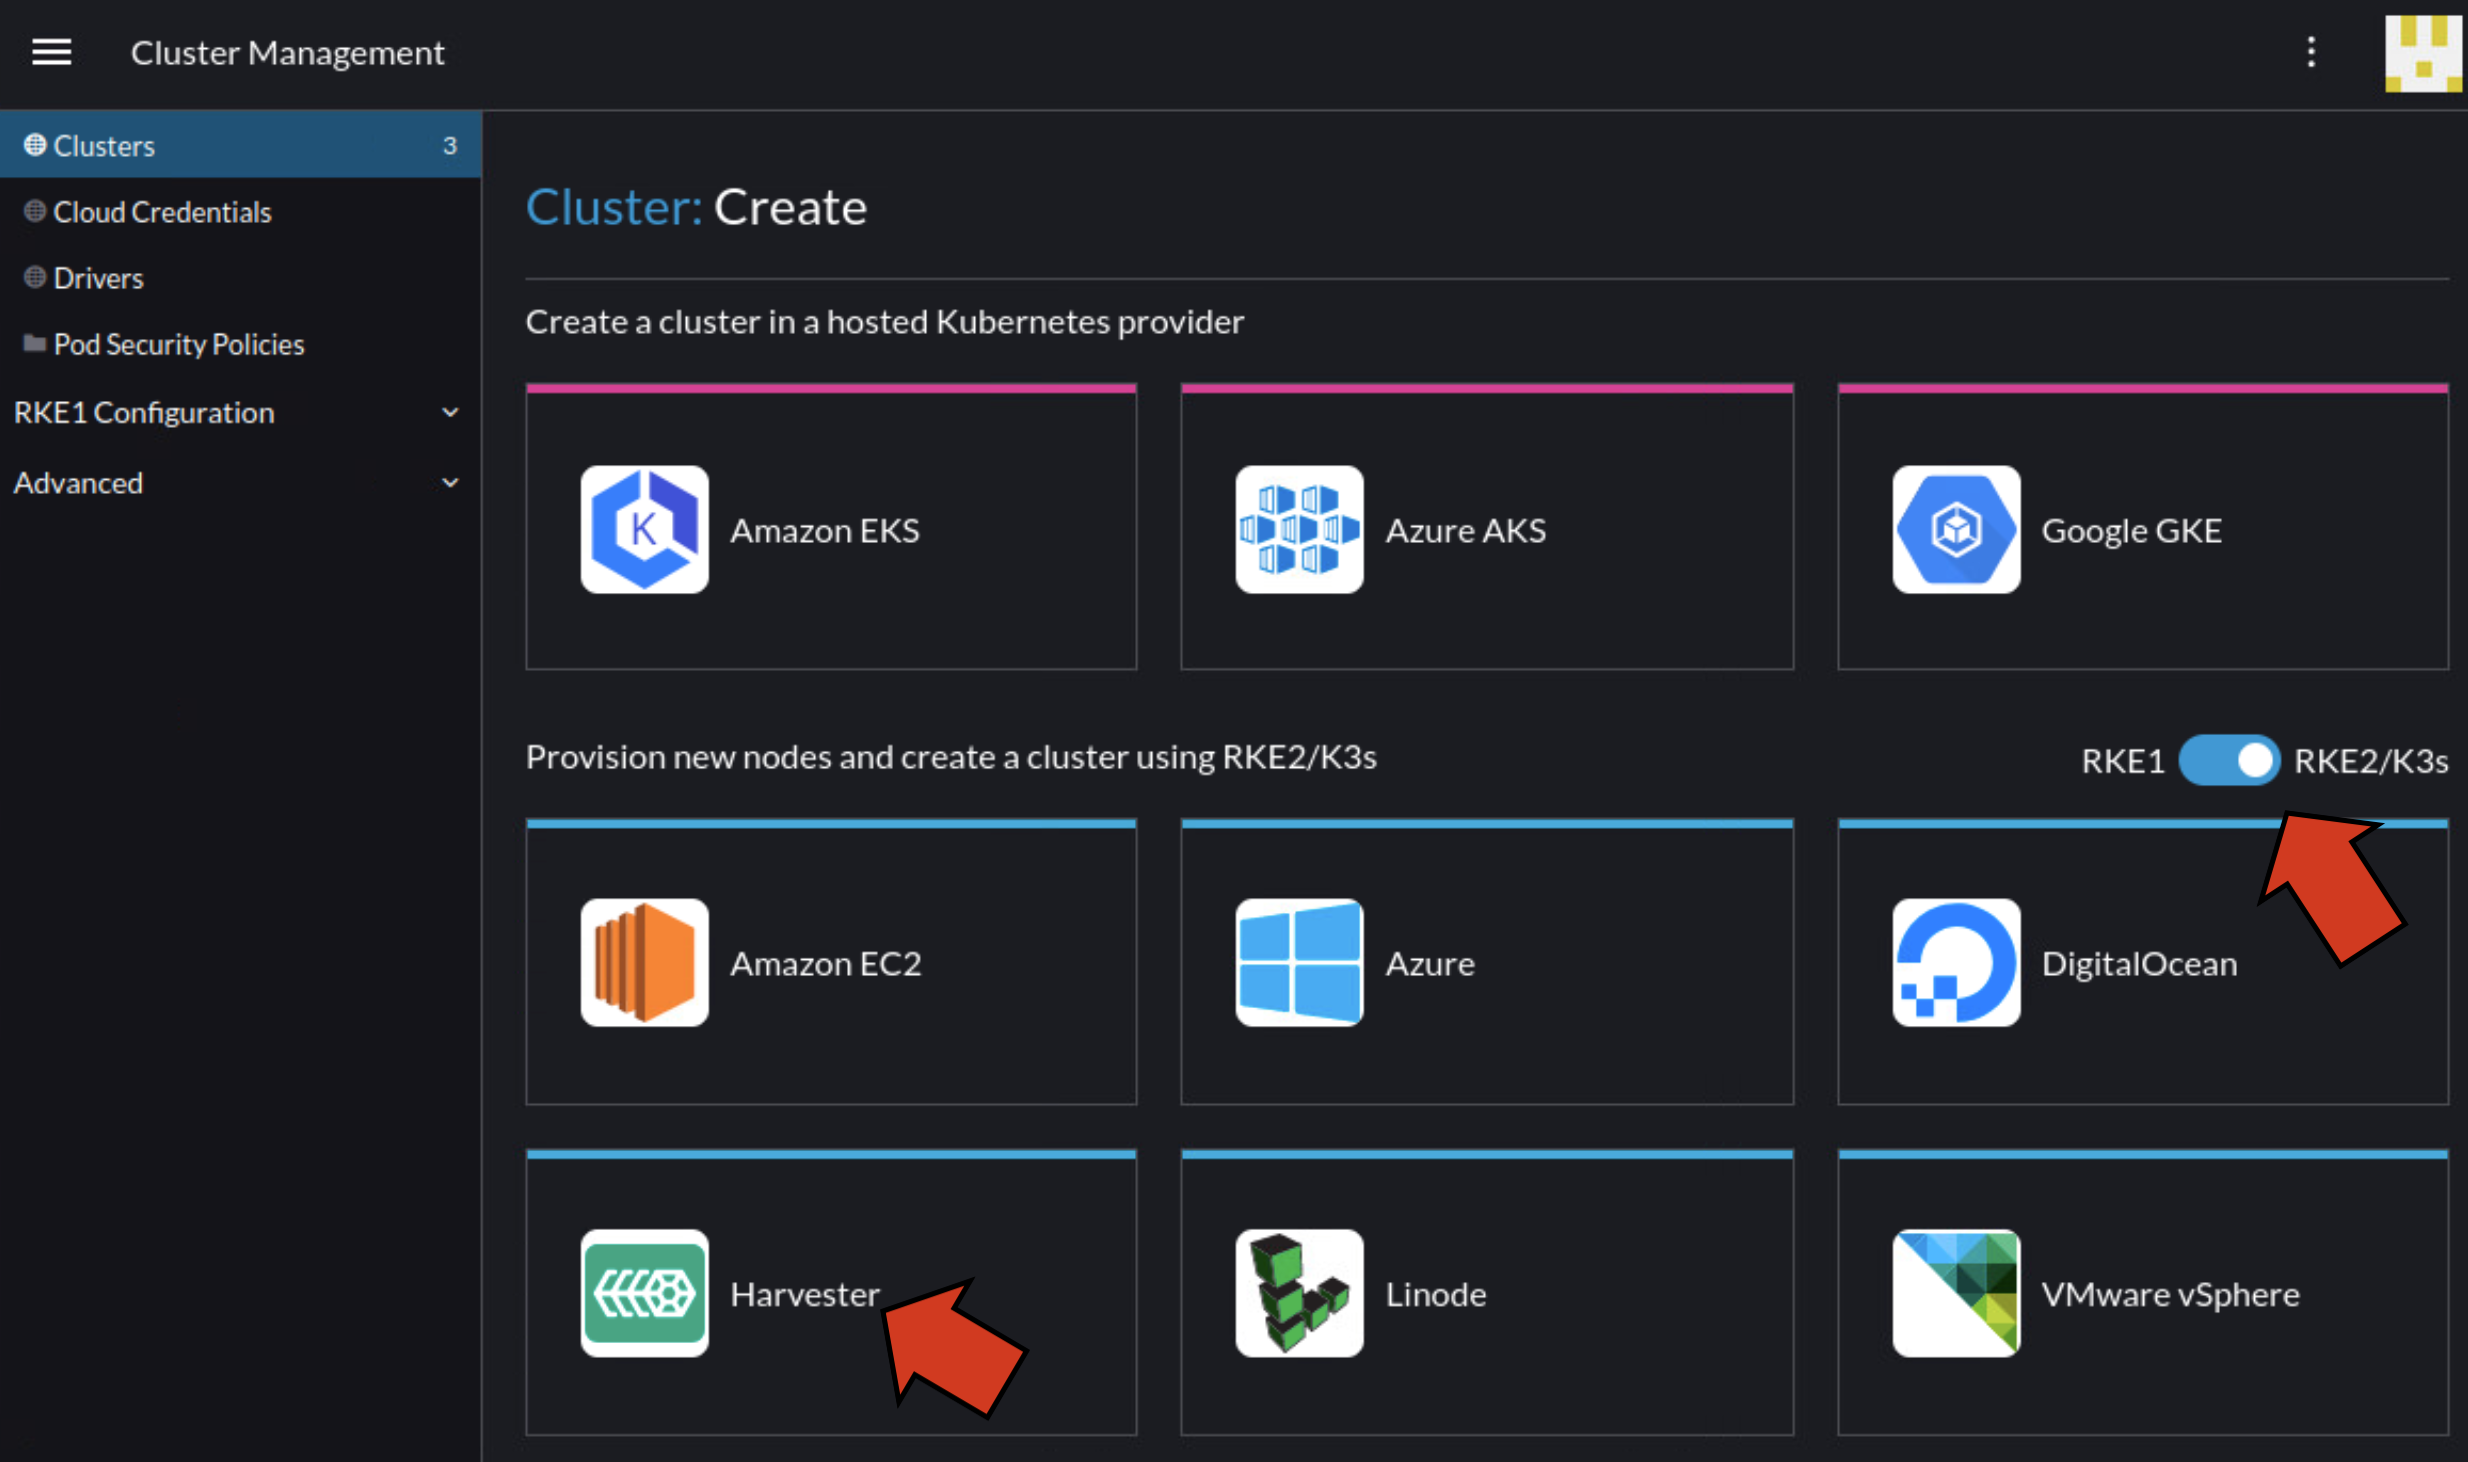 Cluster Management
Clusters 3
Cloud Credentials
Drivers
Pod Security Policies
RKE1 Configuration
Advanced
Cluster: Create
Create a cluster in a hosted Kubernetes provider
K
Amazon EKS
Azure AKS
Google GKE
Provision new nodes and create a cluster using RKE2/K3s
RKE1 RKE2/K3s
Amazon EC2
Azure
DigitalOcean
Harvester
Linode
VMware vSphere